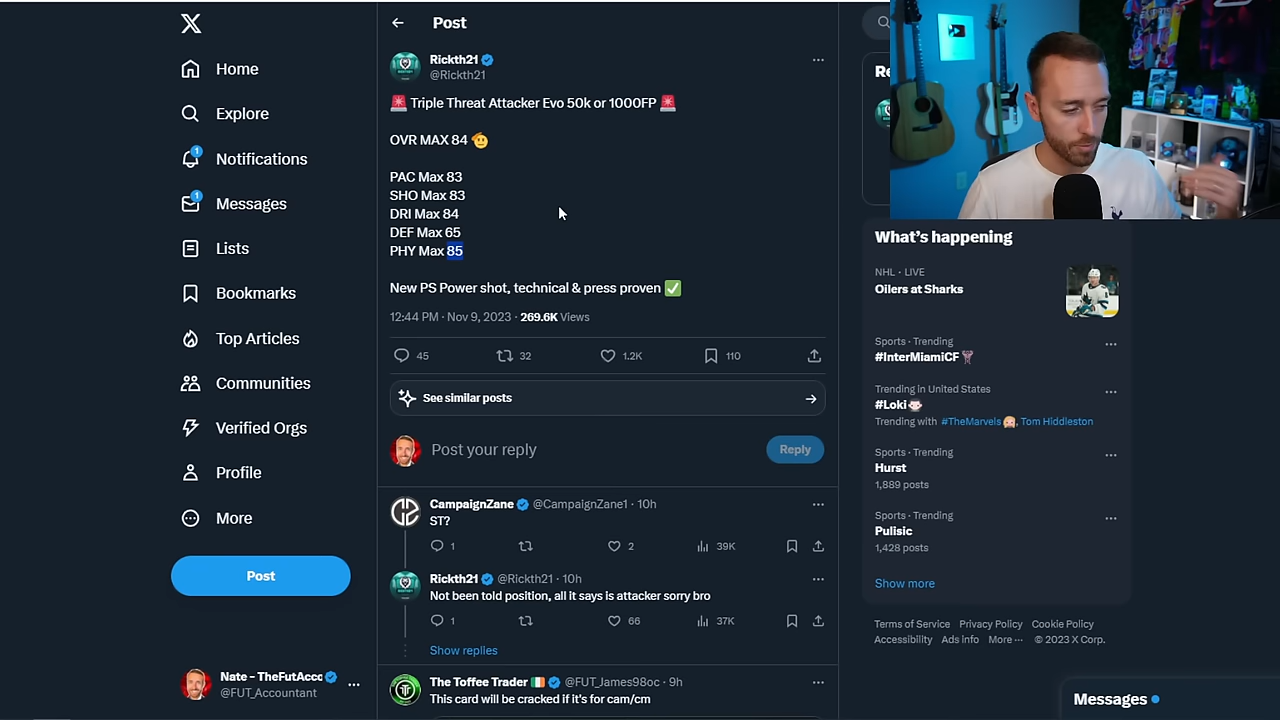 Home
Explore
1
Notifications
1
Messages
Lists
Bookmarks
Top Articles
Communities
Verified Orgs
Profile
More
Post
Nate - TheFutAcc
@FUT_Accountant
Post
Rickth21
@Rickth21
🚨 Triple Threat Attacker Evo 50k or 1000FP 🚨
OVR MAX 84 🫡
PAC Max 83
SHO Max 83
DRI Max 84
DEF Max 65
PHY Max 85
New PS Power shot, technical & press proven ✅
12:44 PM · Nov 9, 2023 · 269.6K Views
45 32 1.2K 110
See similar posts
Post your reply
Reply
CampaignZane @CampaignZane1 · 10h
ST?
1 2 39K
Rickth21 @Rickth21 · 10h
Not been told position, all it says is attacker sorry bro
1 66 37K
Show replies
The Toffee Trader 🇮🇪 @FUT_James98oc · 9h
This card will be cracked if it's for cam/cm
Re
What's happening
NHL · LIVE
Oilers at Sharks
Sports · Trending
#InterMiamiCF
Trending in United States
#Loki
Trending with #TheMarvels, Tom Hiddleston
Sports · Trending
Hurst
1,889 posts
Sports · Trending
Pulisic
1,428 posts
Show more
Terms of Service Privacy Policy Cookie Policy
Accessibility Ads info More ··· © 2023 X Corp.
Messages